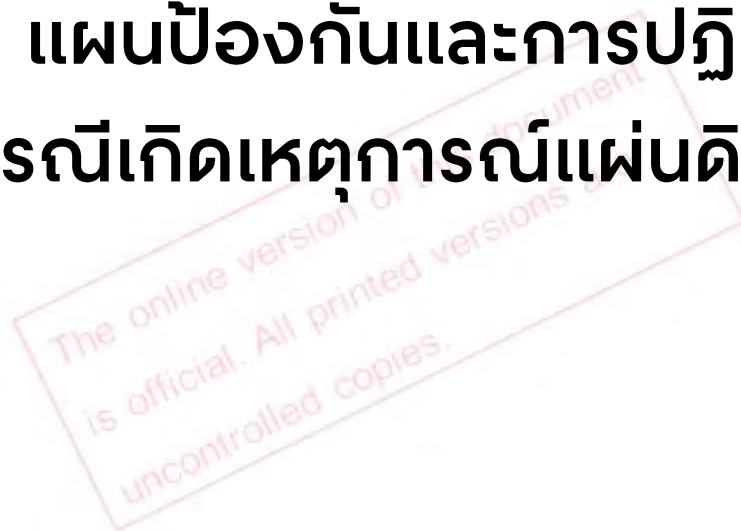 แผนป้องกันและการปฏิ
รณีเกิดเหตุการณ์แผ่นดิ
The online version of this document
is official. All printed versions a
uncontrolled copies.